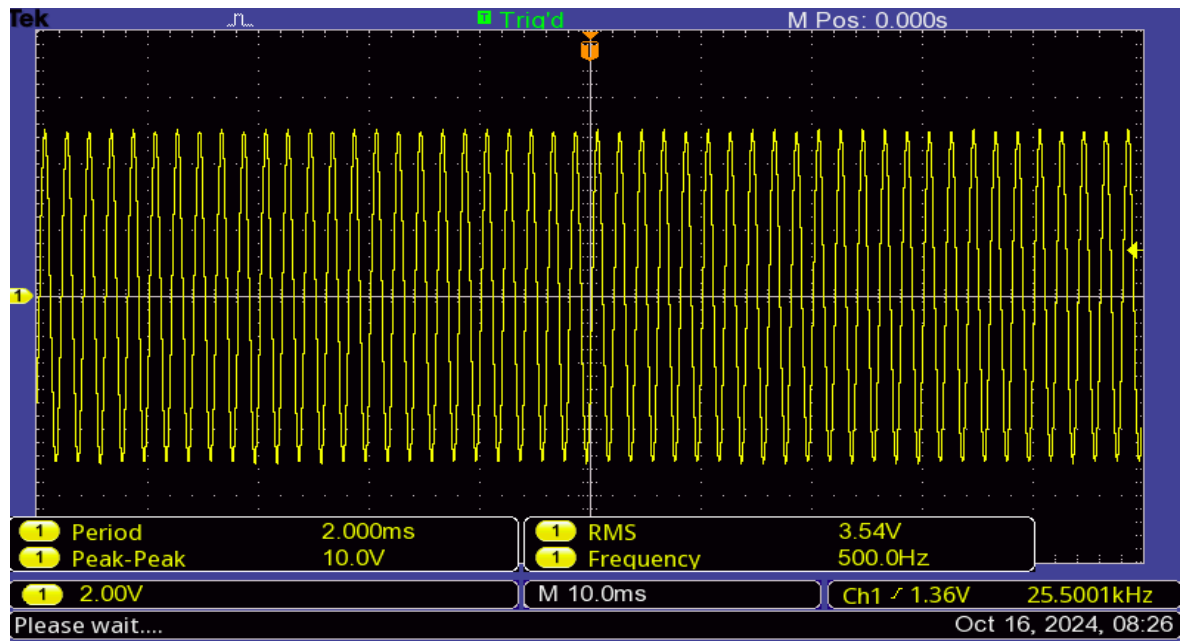 Tek T Trig'd M Pos: 0.000s
T
1
1 Period 2.000ms 1 RMS 3.54V
1 Peak-Peak 10.0V 1 Frequency 500.0Hz
1 2.00V M 10.0ms Ch1 1.36V 25.5001kHz
Please wait.... Oct 16, 2024, 08:26